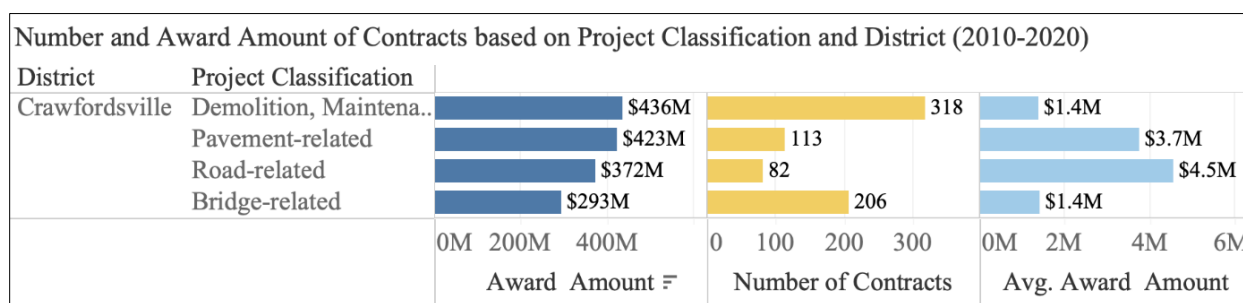 Number and Award Amount of Contracts based on Project Classification and District (2010-2020)
District Project Classification
Crawfordsville Demolition, Maintena.. $436M 318 $1.4M
Pavement-related $423M 113 $3.7M
Road-related $372M 82 $4.5M
Bridge-related $293M 206 $1.4M
0M 200M 400M 0 100 200 300 0M 2M 4M 6M
Award Amount Number of Contracts Avg. Award Amount